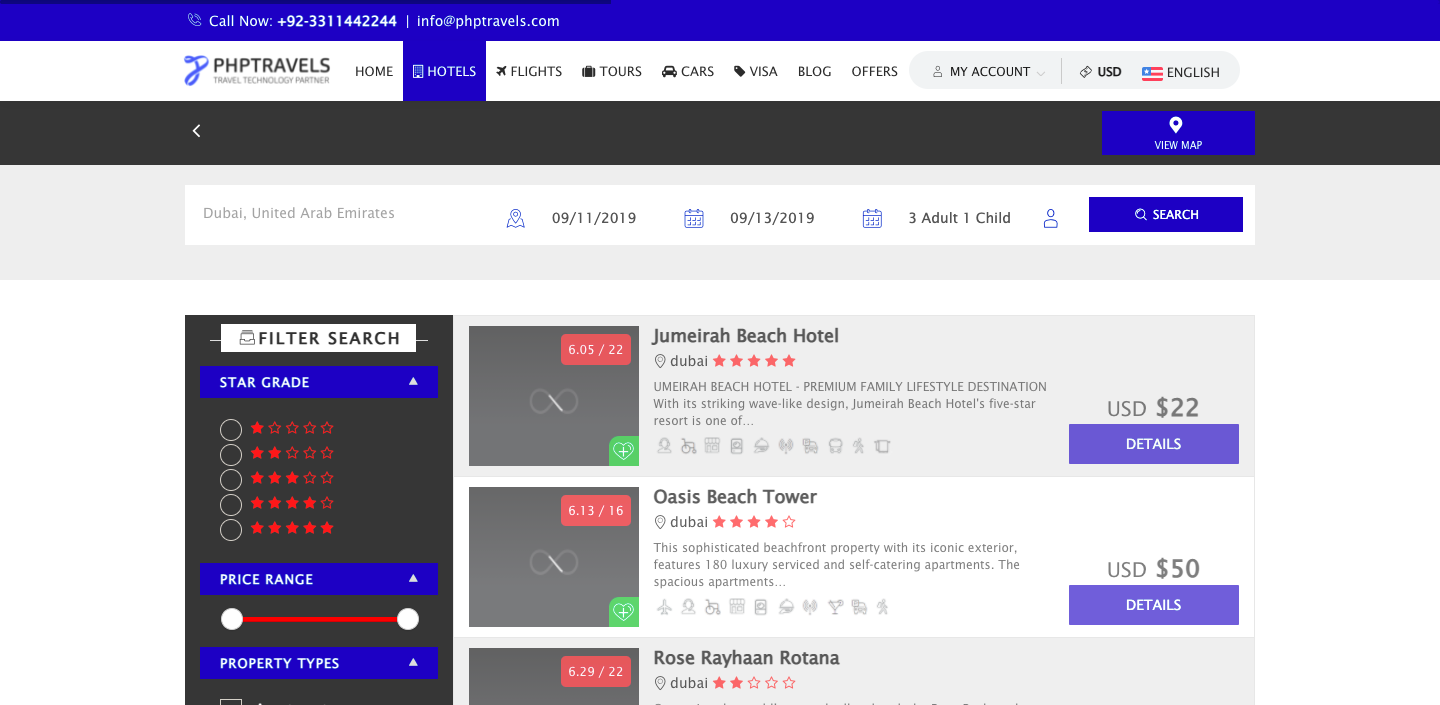 Call Now: +92-3311442244 | info@phptravels.com
PHPTRAVELS
TRAVEL TECHNOLOGY PARTNER
HOME HOTELS FLIGHTS TOURS CARS VISA BLOG OFFERS MY ACCOUNT USD ENGLISH
VIEW MAP
Dubai, United Arab Emirates 09/11/2019 09/13/2019 3 Adult 1 Child SEARCH
FILTER SEARCH
STAR GRADE
PRICE RANGE
PROPERTY TYPES
6.05 / 22
Jumeirah Beach Hotel
dubai
UMEIRAH BEACH HOTEL - PREMIUM FAMILY LIFESTYLE DESTINATION
With its striking wave-like design, Jumeirah Beach Hotel's five-star
resort is one of...
USD $22
DETAILS
6.13 / 16
Oasis Beach Tower
dubai
This sophisticated beachfront property with its iconic exterior,
features 180 luxury serviced and self-catering apartments. The
spacious apartments...
USD $50
DETAILS
6.29 / 22
Rose Rayhaan Rotana
dubai